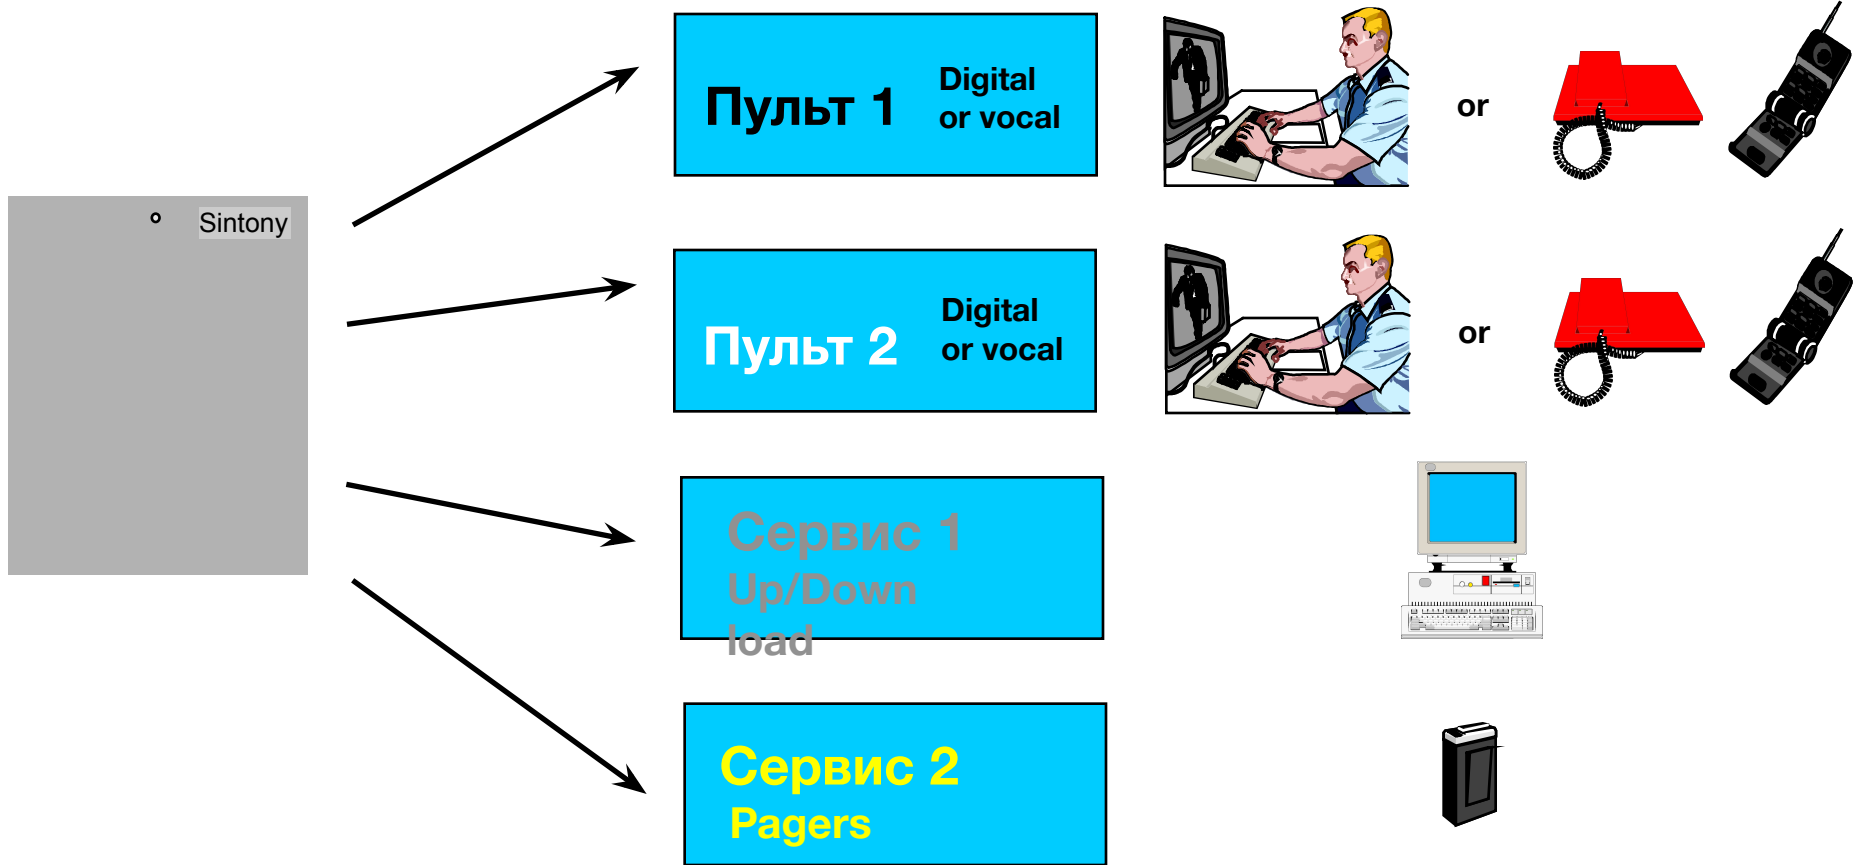 Пульт 1
Digital
or vocal
or
Sintony
Пульт 2
Digital
or vocal
or
Сервис 1
Up/Down
load
Сервис 2
Pagers